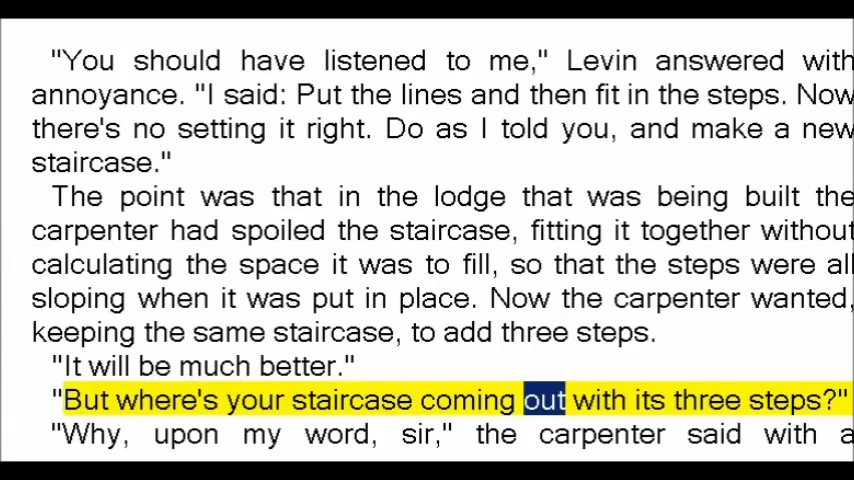 "You should have listened to me," Levin answered with
annoyance. "I said: Put the lines and then fit in the steps. Now
there's no setting it right. Do as I told you, and make a new
staircase."
The point was that in the lodge that was being built the
carpenter had spoiled the staircase, fitting it together without
calculating the space it was to fill, so that the steps were all
sloping when it was put in place. Now the carpenter wanted,
keeping the same staircase, to add three steps.
"It will be much better."
"But where's your staircase coming out with its three steps?"
"Why, upon my word, sir," the carpenter said with a